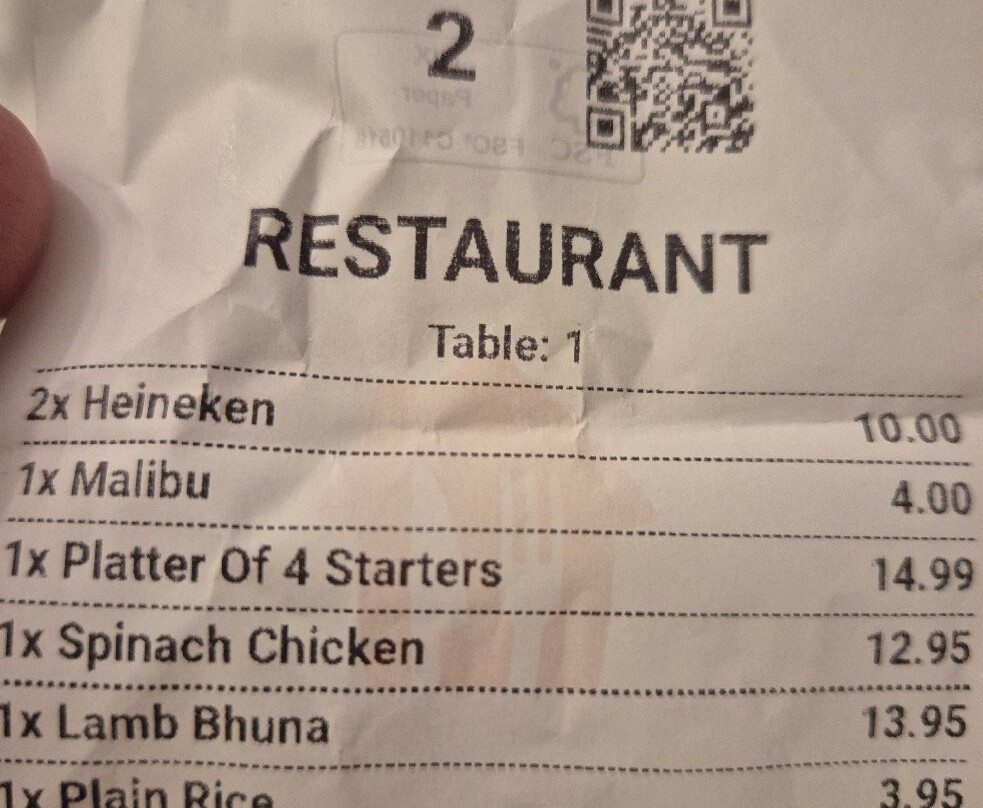 2
RESTAURANT
Table: 1
2x Heineken 10.00
1x Malibu 4.00
1x Platter Of 4 Starters 14.99
1x Spinach Chicken 12.95
1x Lamb Bhuna 13.95
1x Plain Rice 3.95